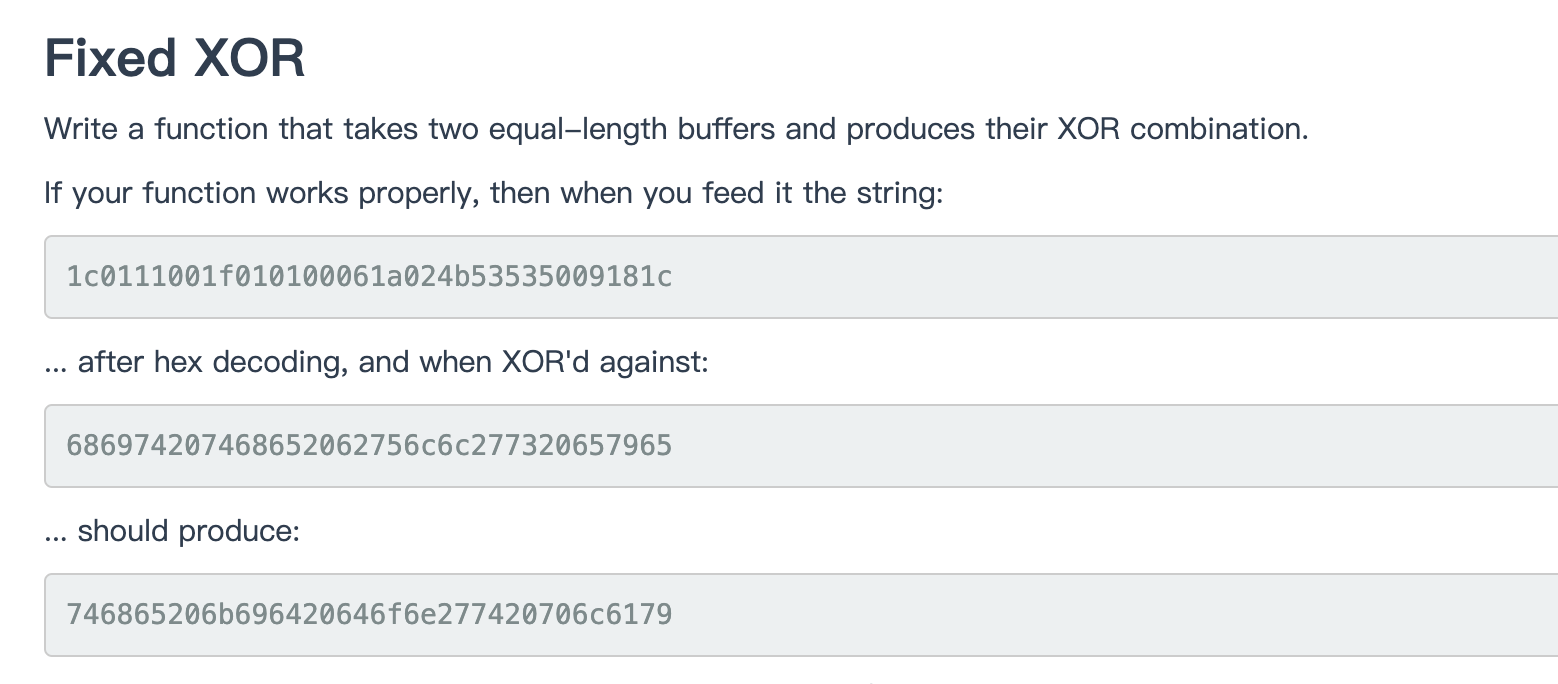 Fixed XOR
Write a function that takes two equal-length buffers and produces their XOR combination.
If your function works properly, then when you feed it the string:
1c0111001f010100061a024b53535009181c
... after hex decoding, and when XOR'd against:
686974207468652062756c6c277320657965
... should produce:
746865206b696420646f6e277420706c6179